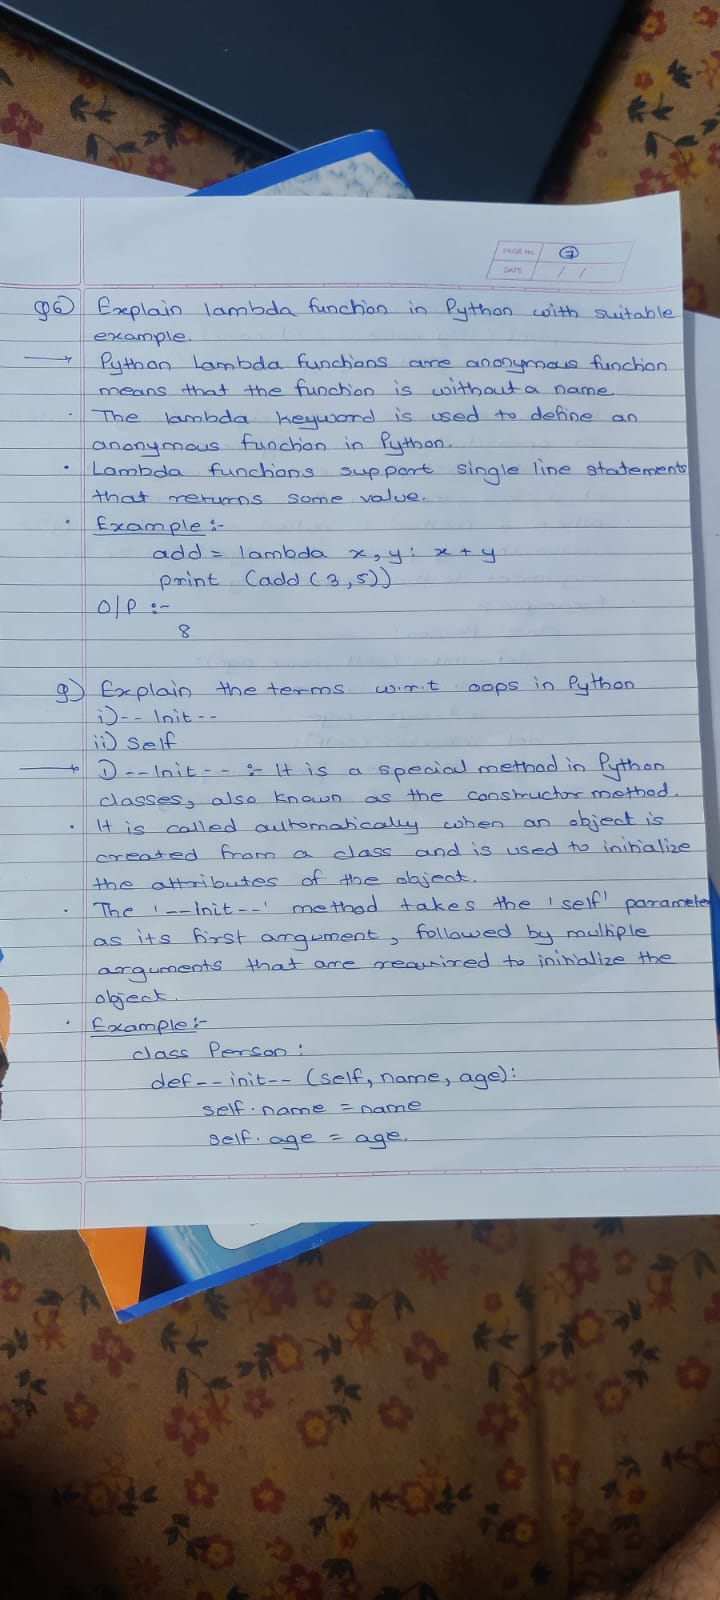 PAGE No. 7
DATE / /
Q6) Explain lambda function in Python with suitable
example.
→ Python Lambda functions are anonymous function
means that the function is without a name.
· The lambda keyword is used to define an
anonymous function in Python.
· Lambda functions support single line statements
that returns some value.
· Example :-
add = lambda x, y : x + y
print (add (3,5))
O/P :-
8
g) Explain the terms w.r.t oops in Python
i) -- Init --
ii) Self
→ I) -- Init -- :- It is a special method in Python
classes, also known as the constructor method.
· It is called automatically when an object is
created from a class and is used to initialize
the attributes of the object.
· The '--Init--' method takes the 'self' parameter
as its first argument, followed by multiple
arguments that are required to initialize the
object.
· Example:-
class Person :
def -- init -- (self, name, age):
self.name = name
self.age = age.